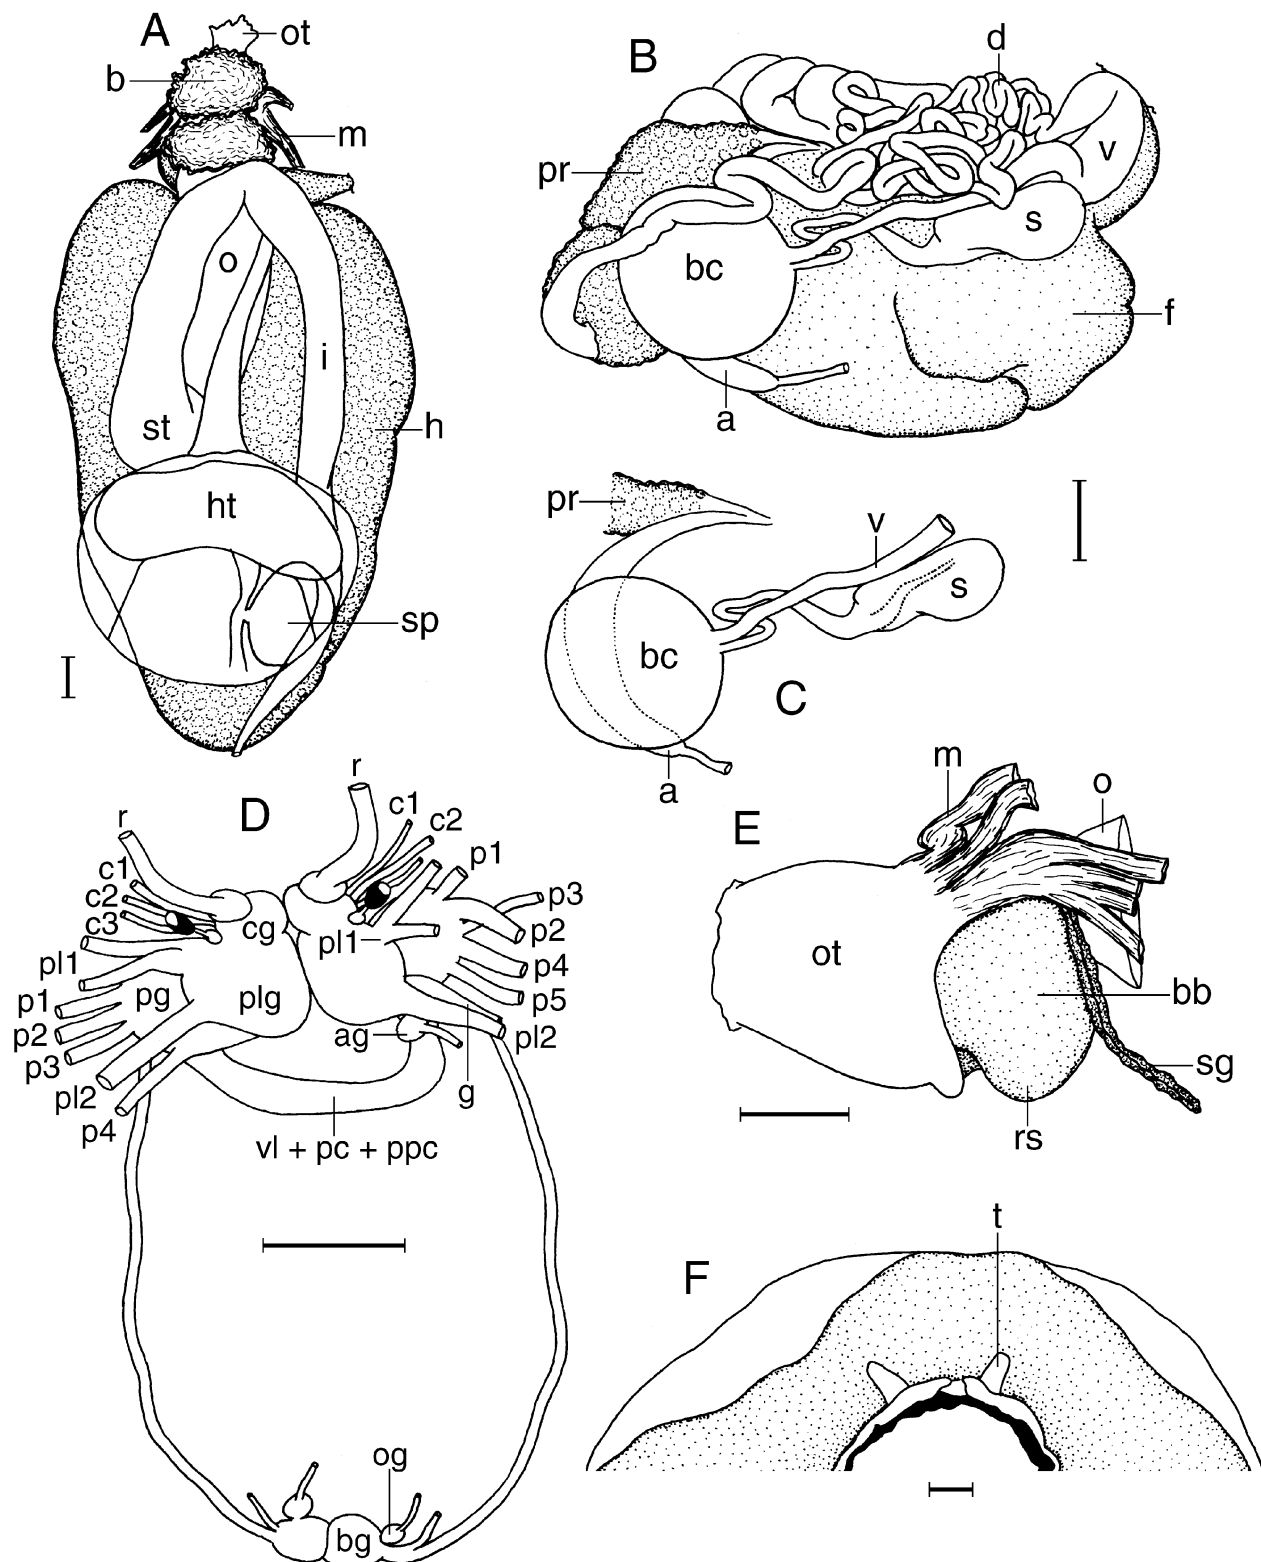 A
ot
b
m
o
i
st
h
ht
sp
B
d
v
pr
s
bc
f
a
pr
v
s
bc
C
a
D
r
r
c1
c2
c1
c2
c3
p1
p3
p2
p4
p5
pl2
cg
pl1
pl1
pg
plg
p1
p2
p3
pl2
p4
ag
g
vl + pc + ppc
og
bg
E
m
o
ot
bb
sg
rs
F
t